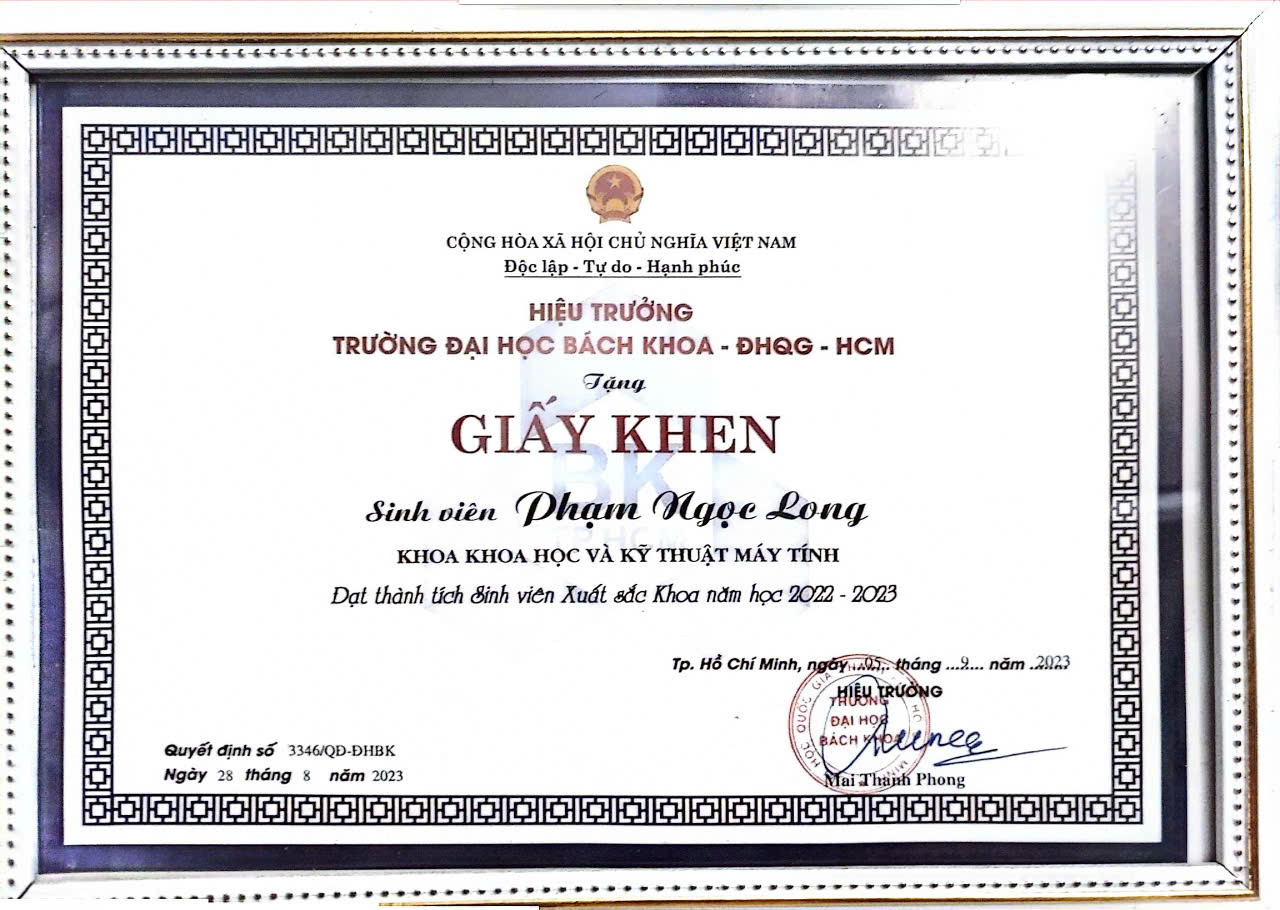 CỘNG HÒA XÃ HỘI CHỦ NGHĨA VIỆT NAM
Độc lập - Tự do - Hạnh phúc
HIỆU TRƯỞNG
TRƯỜNG ĐẠI HỌC BÁCH KHOA - ĐHQG - HCM
Tặng
GIẤY KHEN
BK
TP.HCM
Sinh viên Phạm Ngọc Long
KHOA KHOA HỌC VÀ KỸ THUẬT MÁY TÍNH
Đạt thành tích Sinh viên Xuất sắc Khoa năm học 2022 - 2023
Tp. Hồ Chí Minh, ngày ..05.. tháng ...9.... năm ..2023
HIỆU TRƯỞNG
TRƯỜNG
ĐẠI HỌC
BÁCH KHOA
Mai Thanh Phong
Quyết định số 3346/QĐ-ĐHBK
Ngày 28 tháng 8 năm 2023